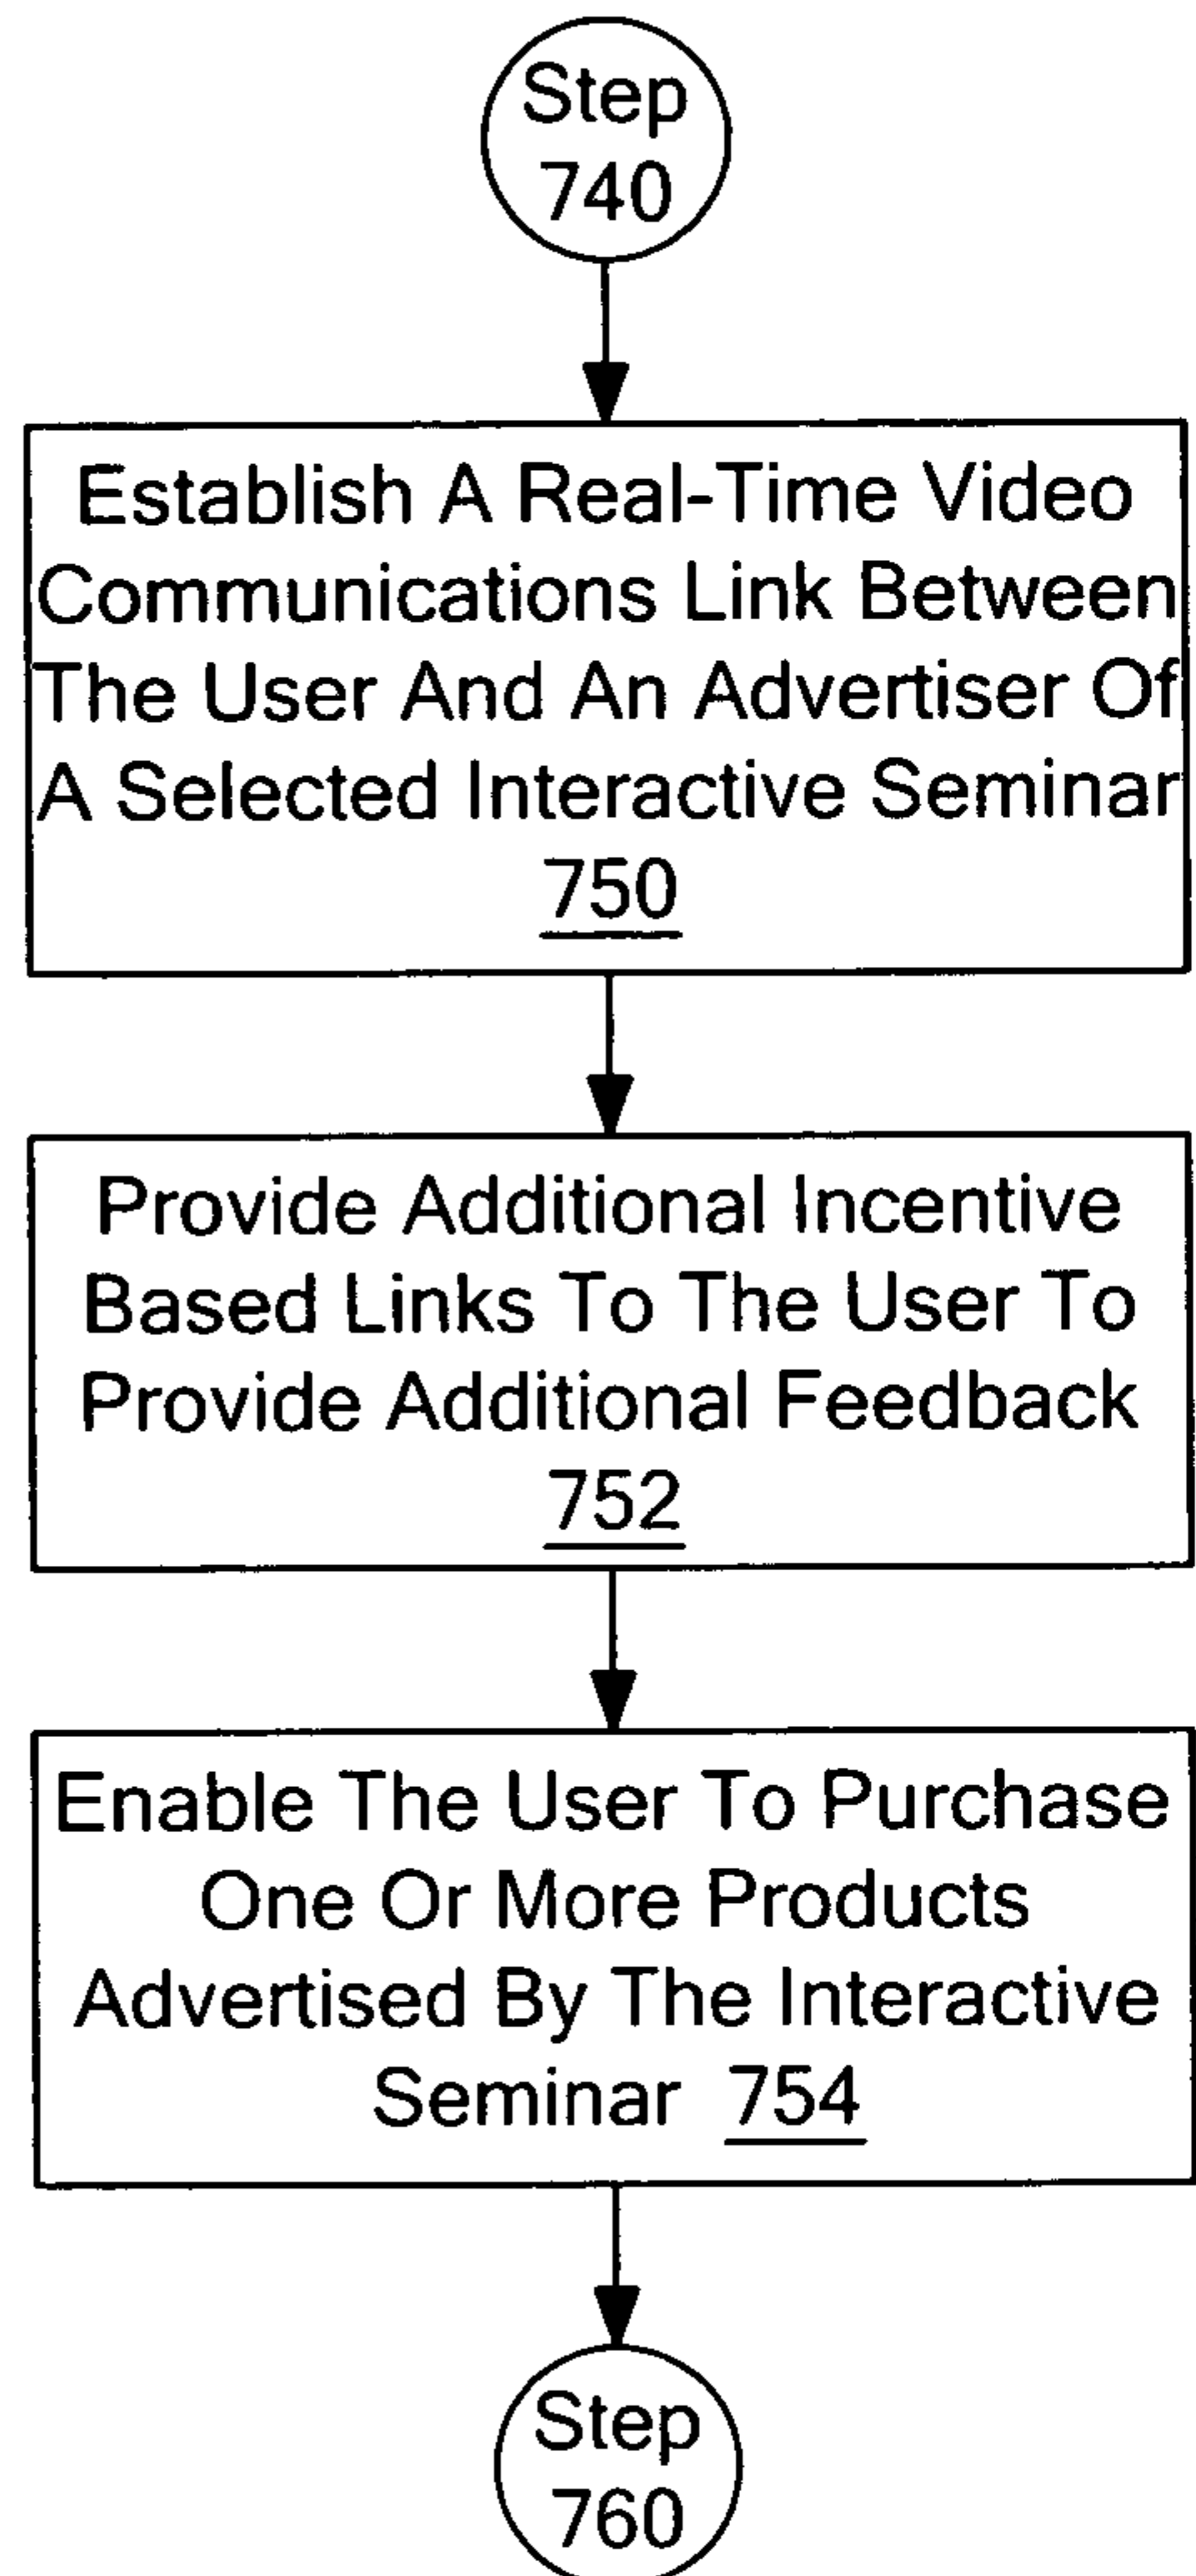 Step
740
Establish A Real-Time Video
Communications Link Between
The User And An Advertiser Of
A Selected Interactive Seminar
750
Provide Additional Incentive
Based Links To The User To
Provide Additional Feedback
752
Enable The User To Purchase
One Or More Products
Advertised By The Interactive
Seminar 754
Step
760